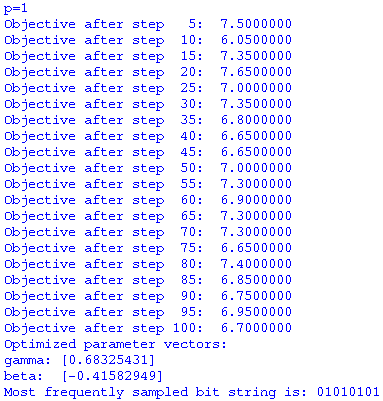 p=1
Objective after step   5:  7.5000000
Objective after step  10:  6.0500000
Objective after step  15:  7.3500000
Objective after step  20:  7.6500000
Objective after step  25:  7.0000000
Objective after step  30:  7.3500000
Objective after step  35:  6.8000000
Objective after step  40:  6.6500000
Objective after step  45:  6.6500000
Objective after step  50:  7.0000000
Objective after step  55:  7.3000000
Objective after step  60:  6.9000000
Objective after step  65:  7.3000000
Objective after step  70:  7.3000000
Objective after step  75:  6.6500000
Objective after step  80:  7.4000000
Objective after step  85:  6.8500000
Objective after step  90:  6.7500000
Objective after step  95:  6.9500000
Objective after step 100:  6.7000000
Optimized parameter vectors:
gamma: [0.68325431]
beta:  [-0.41582949]
Most frequently sampled bit string is: 01010101